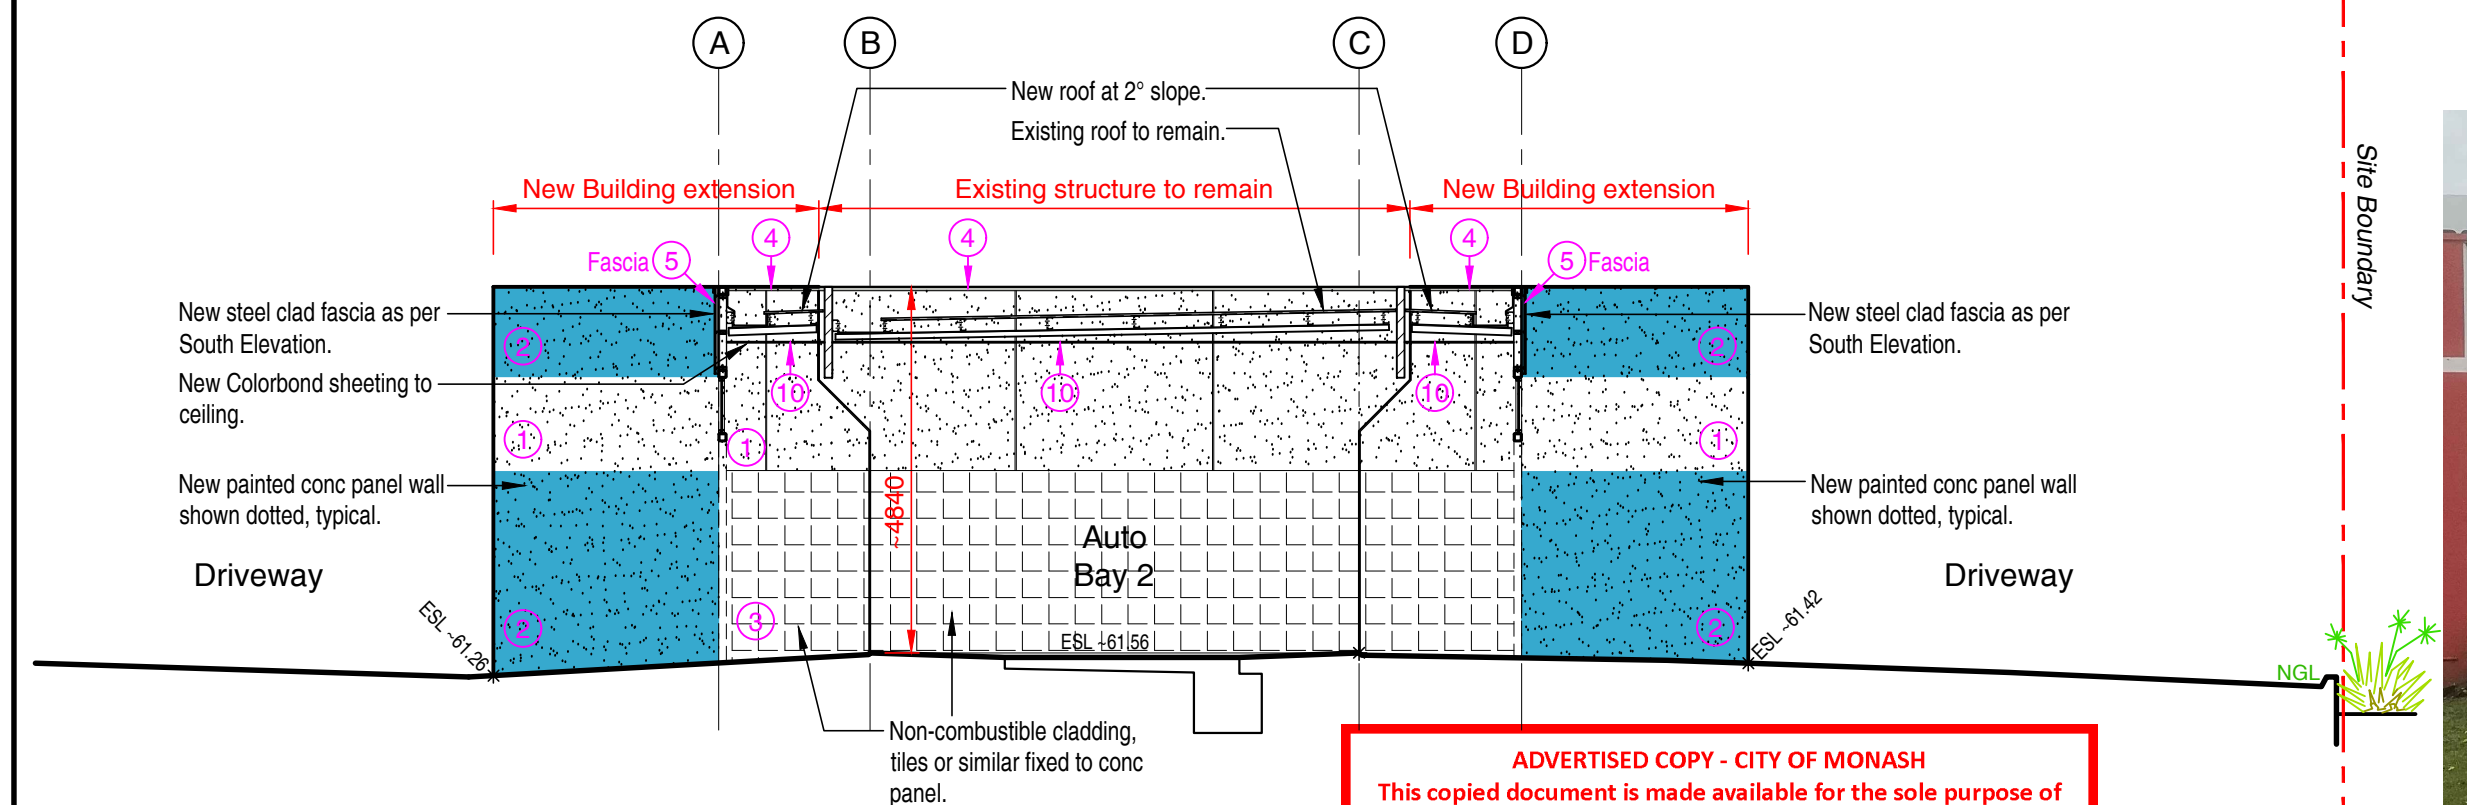 A
B
C
D
New roof at 2° slope.
Existing roof to remain.
New Building extension
Existing structure to remain
New Building extension
Site Boundary
4
4
4
Fascia 5
5 Fascia
New steel clad fascia as per
South Elevation.
New steel clad fascia as per
South Elevation.
2
2
New Colorbond sheeting to
ceiling.
10
10
10
1
1
1
New painted conc panel wall
shown dotted, typical.
~4840
New painted conc panel wall
shown dotted, typical.
Auto
Bay 2
Driveway
Driveway
ESL ~61.26
2
3
ESL ~61.56
2
ESL ~61.42
NGL
Non-combustible cladding,
tiles or similar fixed to conc
panel.
ADVERTISED COPY - CITY OF MONASH
This copied document is made available for the sole purpose of